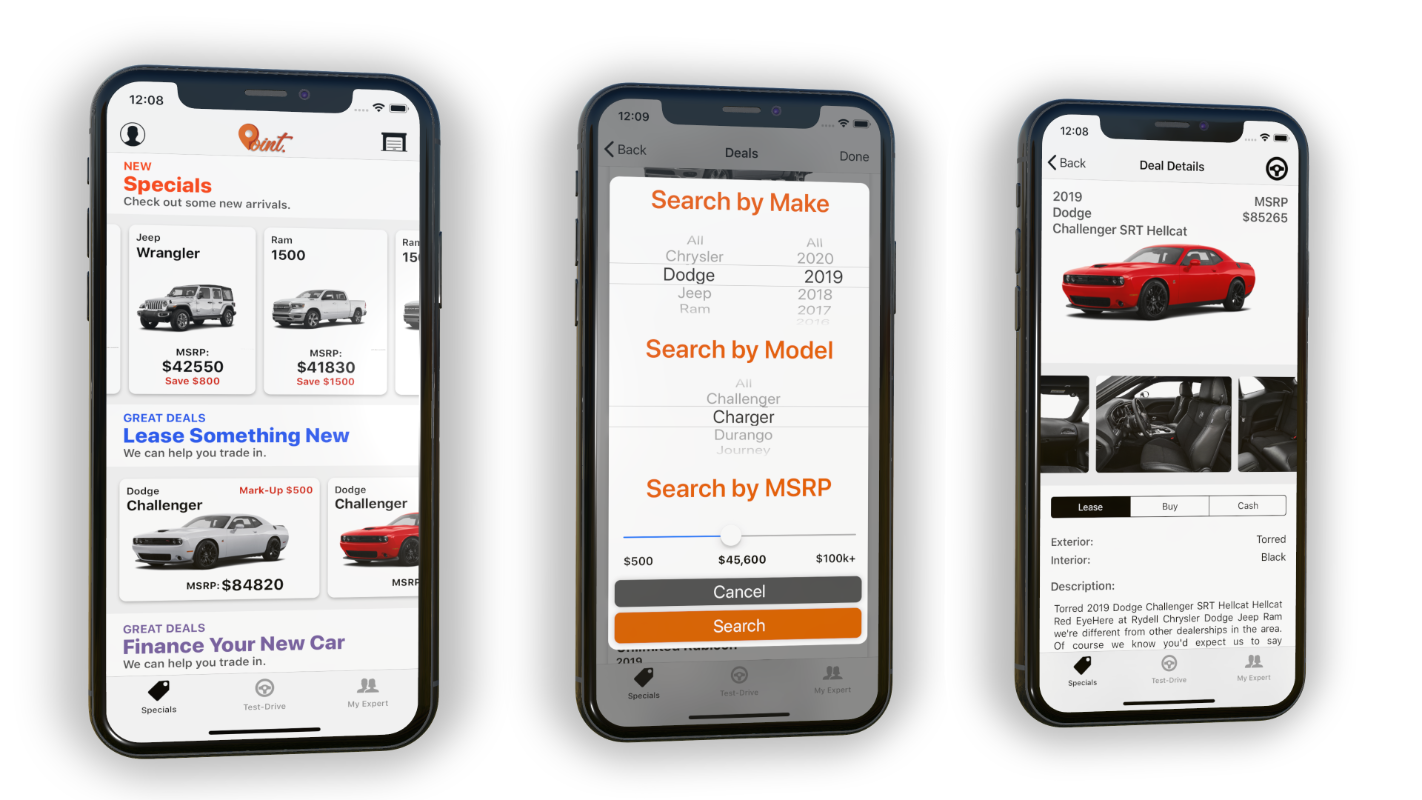 12:08
Point.
NEW
Specials
Check out some new arrivals.
Jeep
Wrangler
MSRP:
$42550
Save $800
Ram
1500
MSRP:
$41830
Save $1500
Ram
GREAT DEALS
Lease Something New
We can help you trade in.
Dodge
Mark-Up $500
Challenger
MSRP: $84820
Dodge
Challenger
GREAT DEALS
Finance Your New Car
We can help you trade in.
Specials
Test-Drive
My Expert
12:09
Back
Deals
Done
Search by Make
All
All
Chrysler
2020
Dodge
2019
Jeep
2018
Ram
2017
2016
Search by Model
All
Challenger
Charger
Durango
Journey
Search by MSRP
$500
$45,600
$100k+
Cancel
Search
Unlimited Rubicon
2019
Specials
Test-Drive
My Expert
12:08
Back
Deal Details
2019
MSRP
Dodge
$85265
Challenger SRT Hellcat
Lease
Buy
Cash
Exterior:
Torred
Interior:
Black
Description:
Torred 2019 Dodge Challenger SRT Hellcat Hellcat
Red EyeHere at Rydell Chrysler Dodge Jeep Ram
we're different from other dealerships in the area.
Of course we know you'd expect us to say
Specials
Test-Drive
My Expert